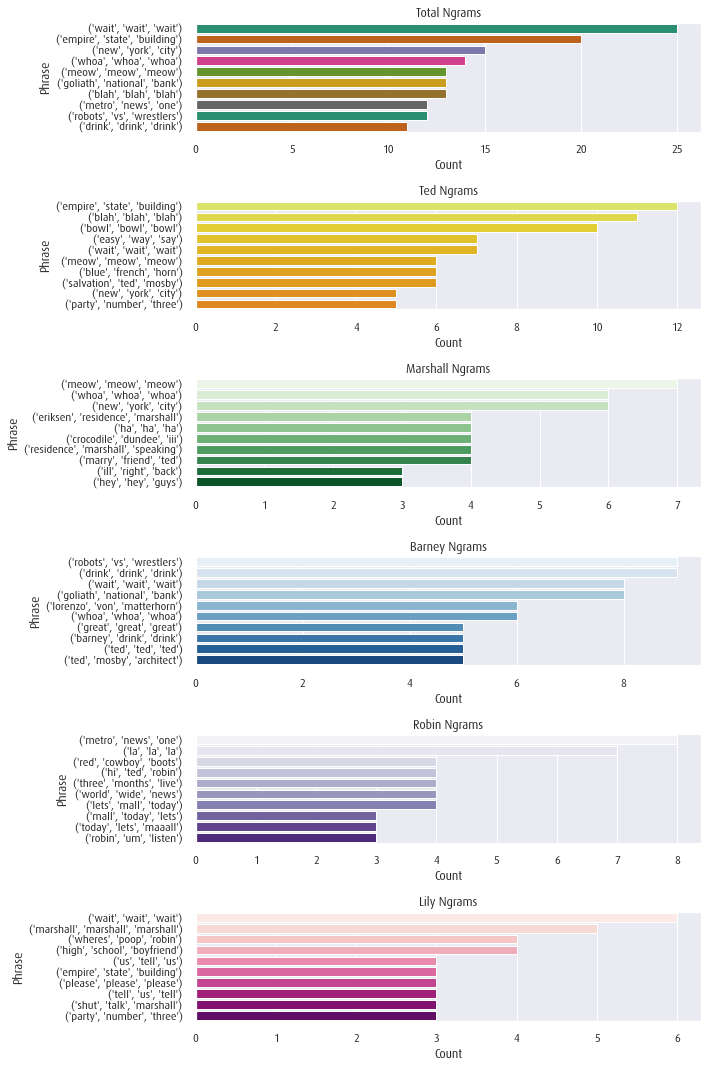 Total Ngrams
Phrase
('wait', 'wait', 'wait')
('empire', 'state', 'building')
('new', 'york', 'city')
('whoa', 'whoa', 'whoa')
('meow', 'meow', 'meow')
('goliath', 'national', 'bank')
('blah', 'blah', 'blah')
('metro', 'news', 'one')
('robots', 'vs', 'wrestlers')
('drink', 'drink', 'drink')
0 5 10 15 20 25
Count
Ted Ngrams
Phrase
('empire', 'state', 'building')
('blah', 'blah', 'blah')
('bowl', 'bowl', 'bowl')
('easy', 'way', 'say')
('wait', 'wait', 'wait')
('meow', 'meow', 'meow')
('blue', 'french', 'horn')
('salvation', 'ted', 'mosby')
('new', 'york', 'city')
('party', 'number', 'three')
0 2 4 6 8 10 12
Count
Marshall Ngrams
Phrase
('meow', 'meow', 'meow')
('whoa', 'whoa', 'whoa')
('new', 'york', 'city')
('eriksen', 'residence', 'marshall')
('ha', 'ha', 'ha')
('crocodile', 'dundee', 'iii')
('residence', 'marshall', 'speaking')
('marry', 'friend', 'ted')
('ill', 'right', 'back')
('hey', 'hey', 'guys')
0 1 2 3 4 5 6 7
Count
Barney Ngrams
Phrase
('robots', 'vs', 'wrestlers')
('drink', 'drink', 'drink')
('wait', 'wait', 'wait')
('goliath', 'national', 'bank')
('lorenzo', 'von', 'matterhorn')
('whoa', 'whoa', 'whoa')
('great', 'great', 'great')
('barney', 'drink', 'drink')
('ted', 'ted', 'ted')
('ted', 'mosby', 'architect')
0 2 4 6 8
Count
Robin Ngrams
Phrase
('metro', 'news', 'one')
('la', 'la', 'la')
('red', 'cowboy', 'boots')
('hi', 'ted', 'robin')
('three', 'months', 'live')
('world', 'wide', 'news')
('lets', 'mall', 'today')
('mall', 'today', 'lets')
('today', 'lets', 'maaall')
('robin', 'um', 'listen')
0 1 2 3 4 5 6 7 8
Count
Lily Ngrams
Phrase
('wait', 'wait', 'wait')
('marshall', 'marshall', 'marshall')
('wheres', 'poop', 'robin')
('high', 'school', 'boyfriend')
('us', 'tell', 'us')
('empire', 'state', 'building')
('please', 'please', 'please')
('tell', 'us', 'tell')
('shut', 'talk', 'marshall')
('party', 'number', 'three')
0 1 2 3 4 5 6
Count